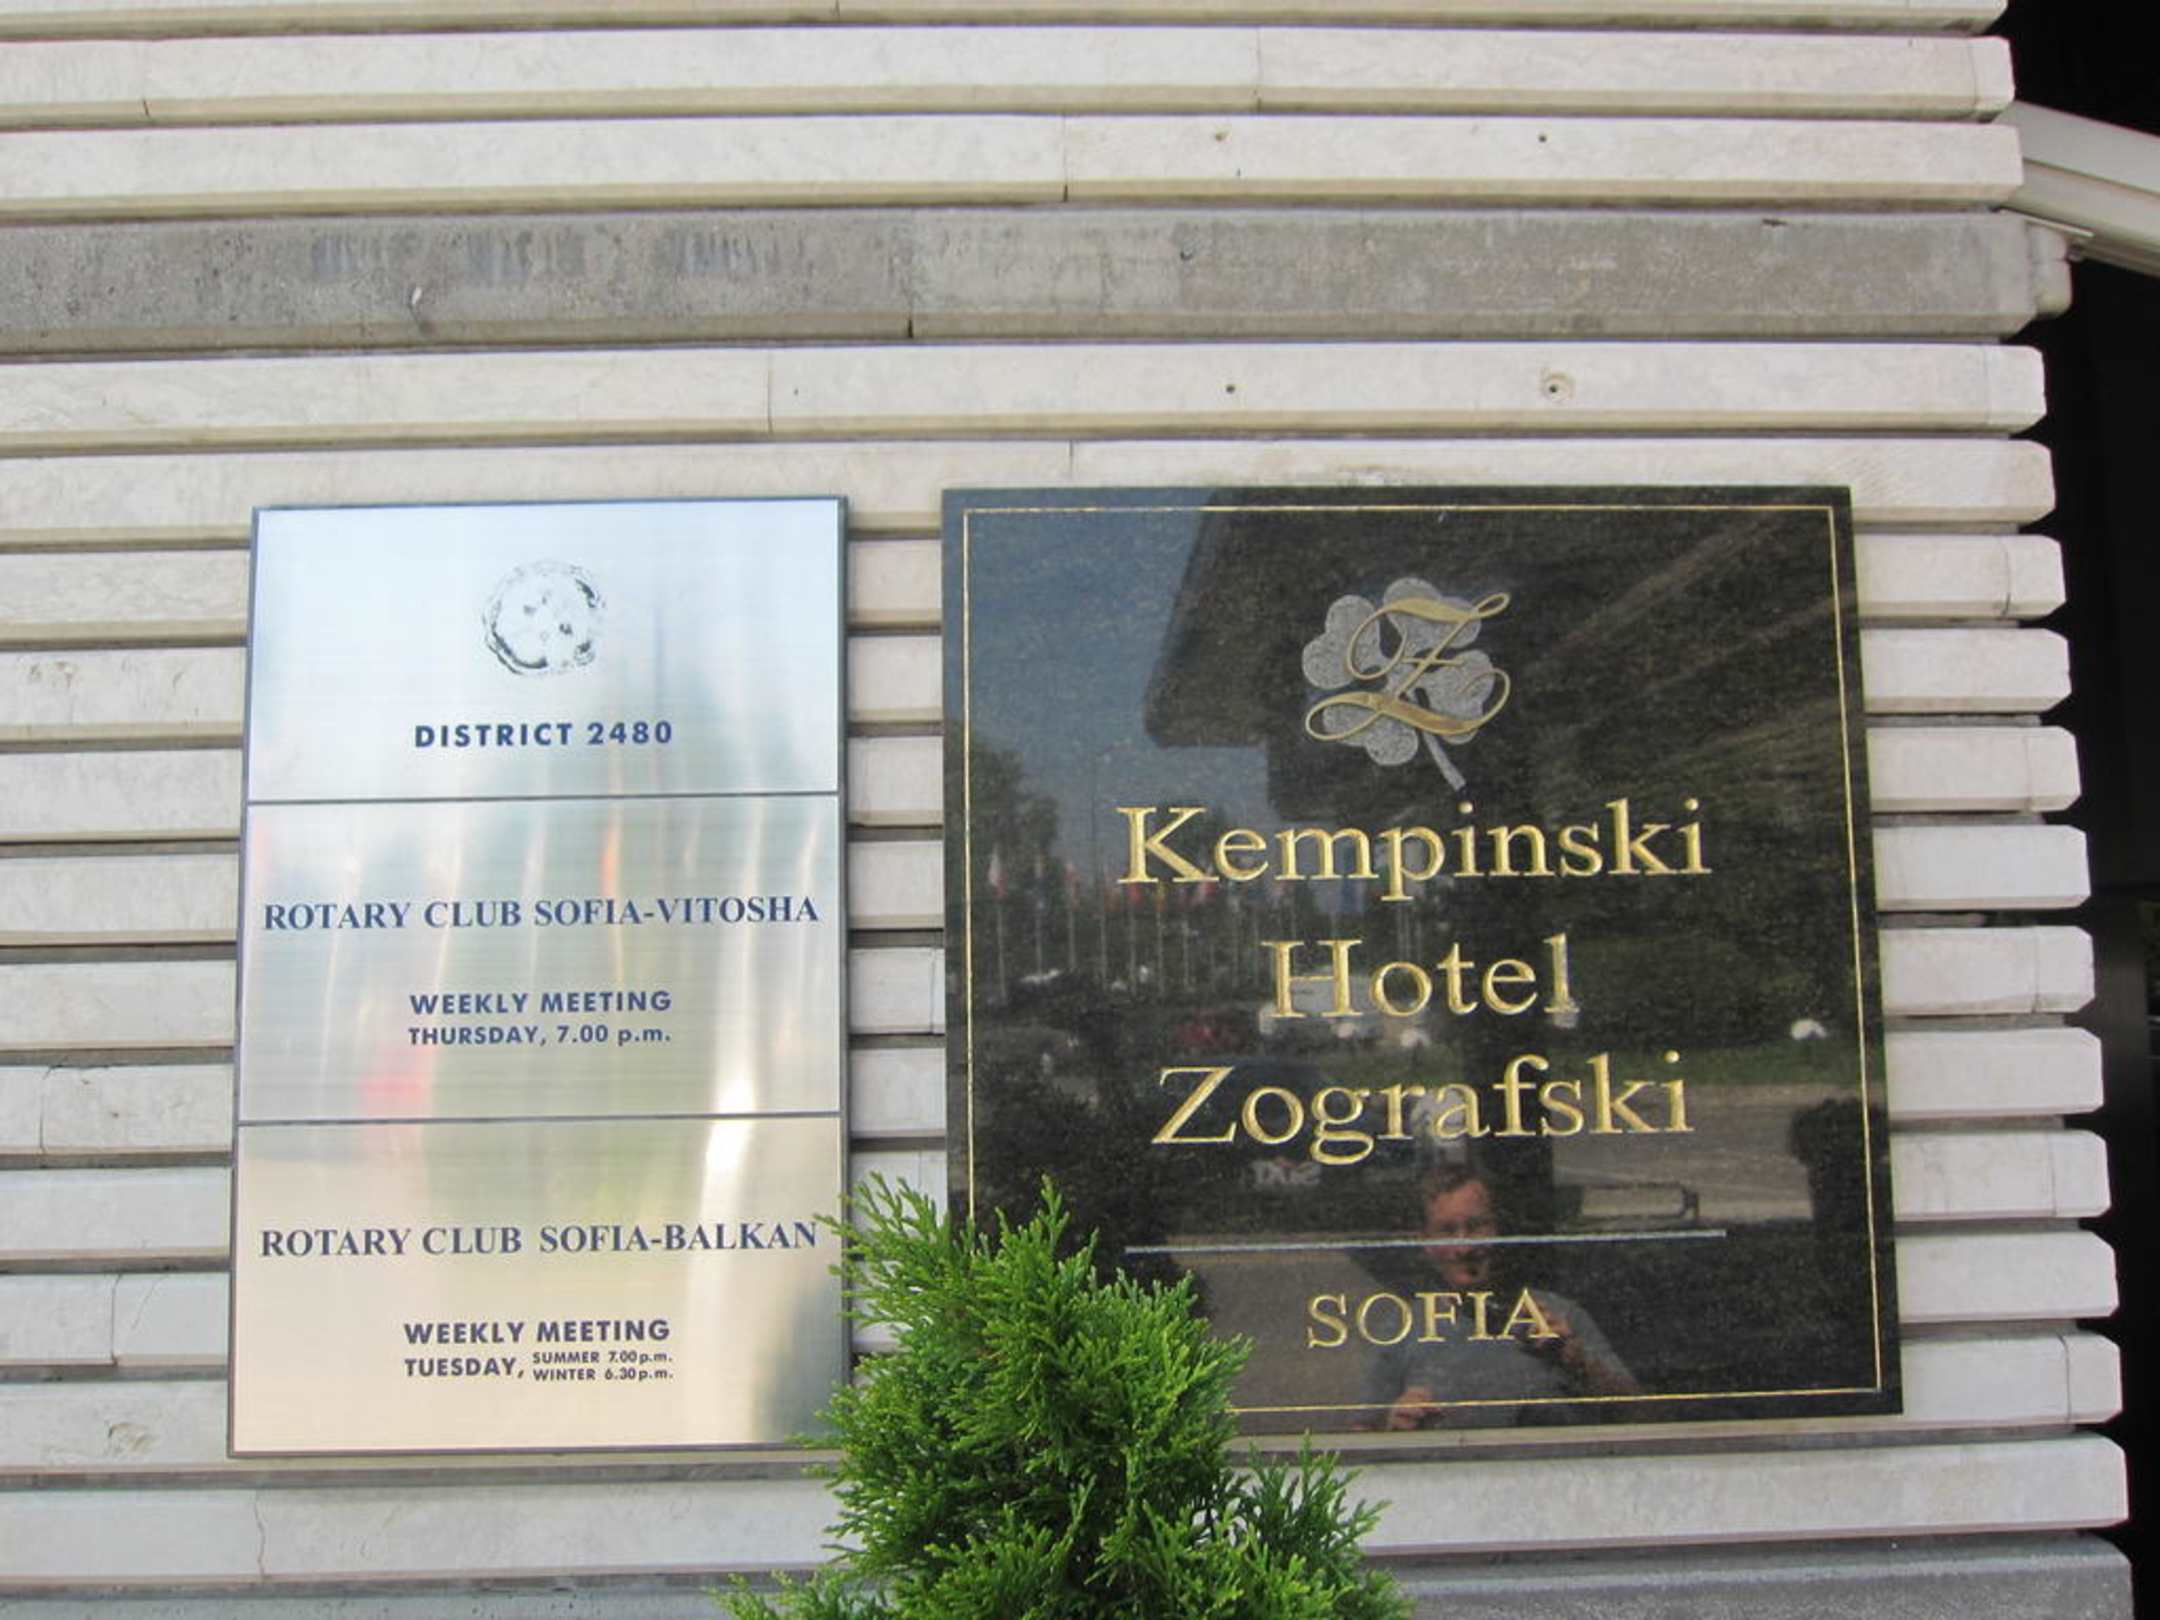 DISTRICT 2480
ROTARY CLUB SOFIA-VITOSHA
WEEKLY MEETING
THURSDAY, 7.00 p.m.
ROTARY CLUB SOFIA-BALKAN
WEEKLY MEETING
TUESDAY, SUMMER 7.00 p.m.
WINTER 6.30 p.m.
Z
Kempinski
Hotel
Zografski
SOFIA